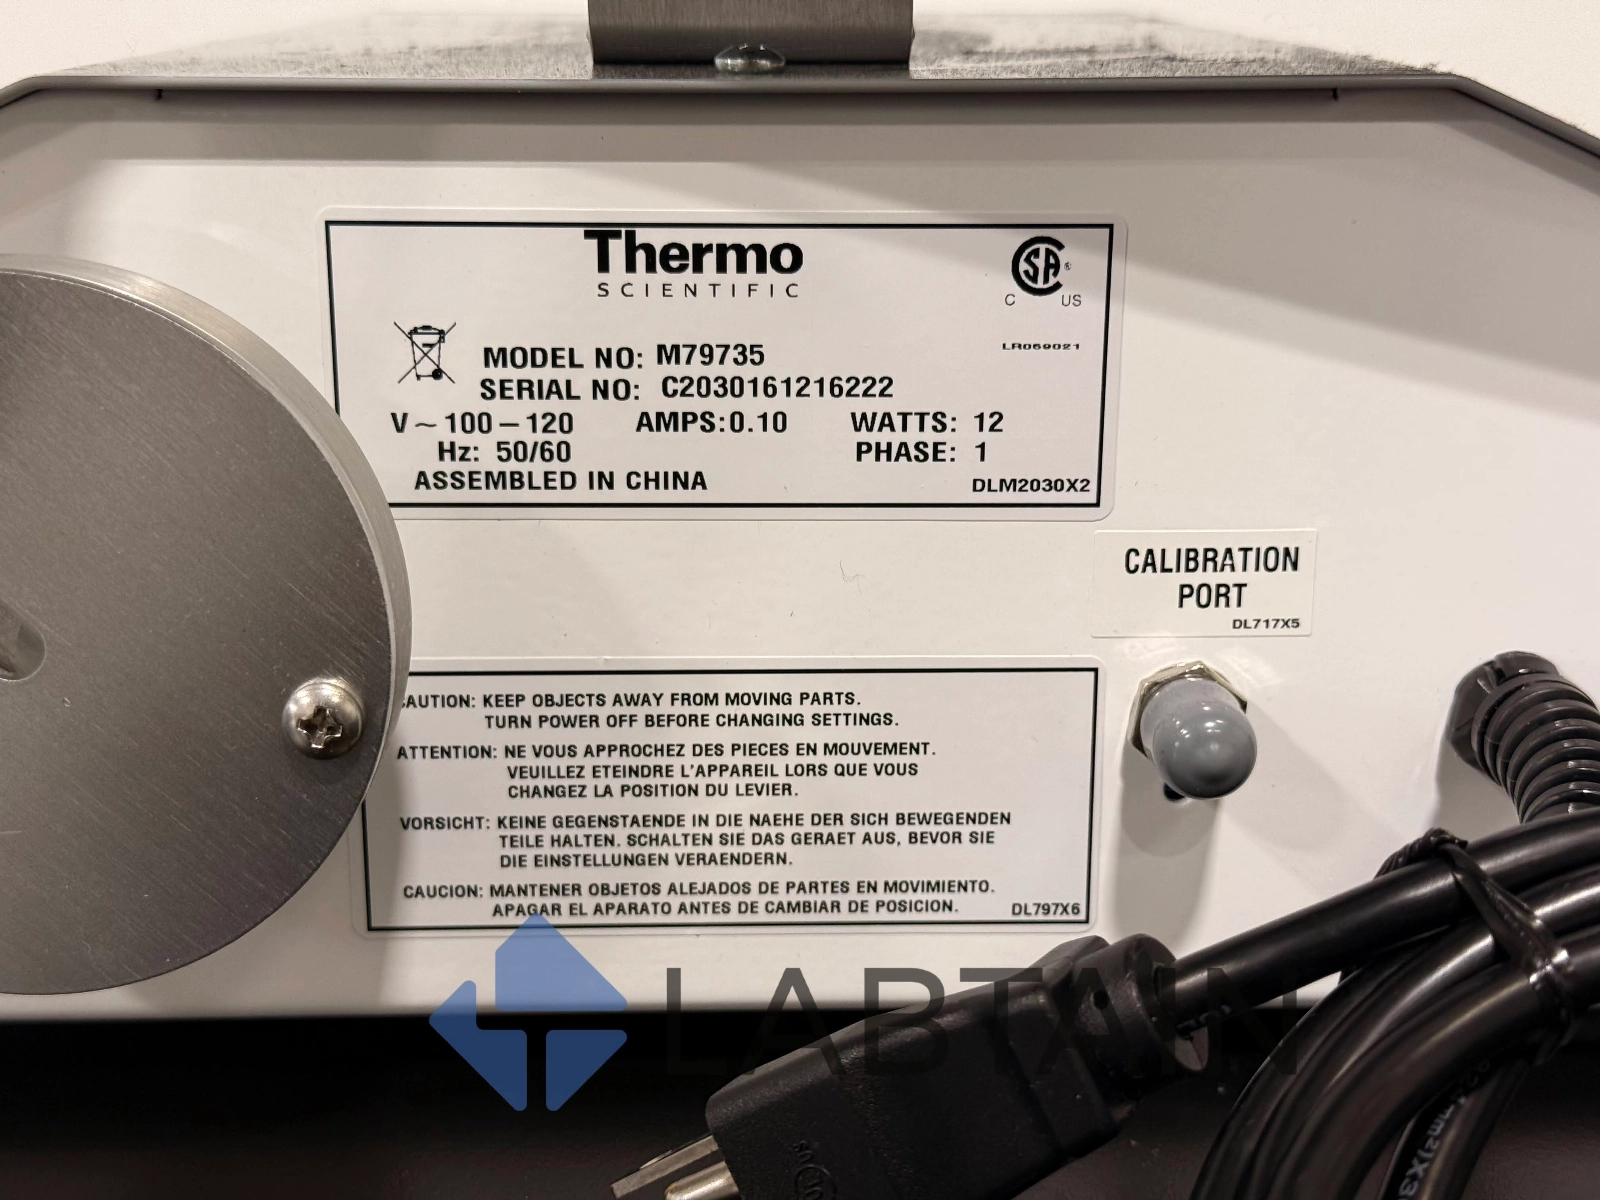 Thermo
SCIENTIFIC
CSA ®
C US
LR069021
MODEL NO: M79735
SERIAL NO: C2030161216222
V ~ 100 – 120 AMPS: 0.10 WATTS: 12
Hz: 50/60 PHASE: 1
ASSEMBLED IN CHINA DLM2030X2
CALIBRATION
PORT
DL717X5
AUTION: KEEP OBJECTS AWAY FROM MOVING PARTS.
TURN POWER OFF BEFORE CHANGING SETTINGS.
ATTENTION: NE VOUS APPROCHEZ DES PIECES EN MOUVEMENT.
VEUILLEZ ETEINDRE L'APPAREIL LORS QUE VOUS
CHANGEZ LA POSITION DU LEVIER.
VORSICHT: KEINE GEGENSTAENDE IN DIE NAEHE DER SICH BEWEGENDEN
TEILE HALTEN. SCHALTEN SIE DAS GERAET AUS, BEVOR SIE
DIE EINSTELLUNGEN VERAENDERN.
CAUCION: MANTENER OBJETOS ALEJADOS DE PARTES EN MOVIMIENTO.
APAGAR EL APARATO ANTES DE CAMBIAR DE POSICION. DL797X6
LABTAIN